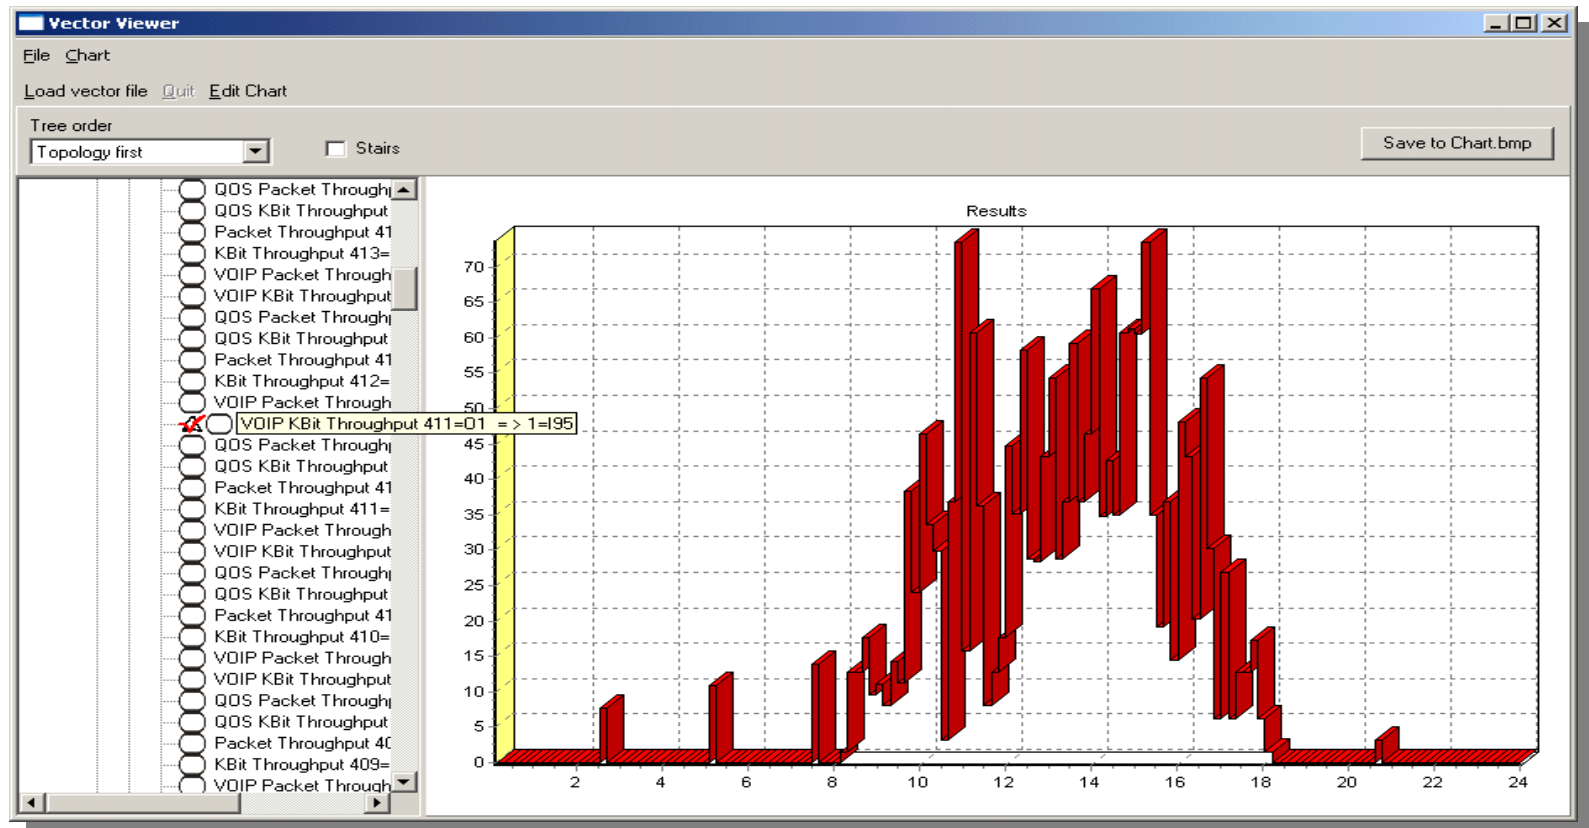 Vector Viewer
File Chart
Load vector file Quit Edit Chart
Tree order
Topology first
Stairs
Save to Chart.bmp
QOS Packet Through
QOS KBit Throughput
Packet Throughput 41
KBit Throughput 413=
VOIP Packet Through
VOIP KBit Throughput
QOS Packet Through
QOS KBit Throughput
Packet Throughput 41
KBit Throughput 412=
VOIP Packet Through
VOIP KBit Throughput 411=O1 => 1=I95
QOS Packet Through
QOS KBit Throughput
Packet Throughput 41
KBit Throughput 411=
VOIP Packet Through
VOIP KBit Throughput
QOS Packet Through
QOS KBit Throughput
Packet Throughput 41
KBit Throughput 410=
VOIP Packet Through
VOIP KBit Throughput
QOS Packet Through
QOS KBit Throughput
Packet Throughput 40
KBit Throughput 409=
VOIP Packet Through
Results
70
65
60
55
50
45
40
35
30
25
20
15
10
5
0
2 4 6 8 10 12 14 16 18 20 22 24